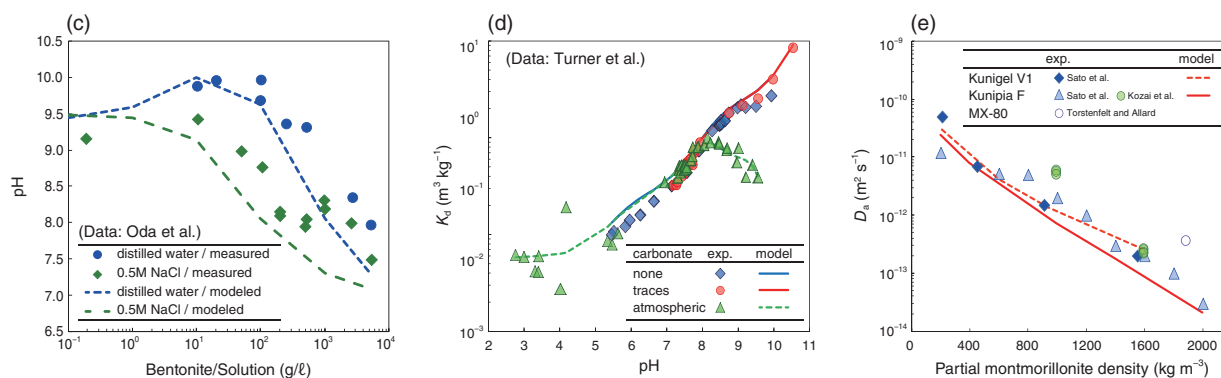 (c)
10.5
10.0
9.5
9.0
8.5
8.0
7.5
7.0
6.5
pH
(Data: Oda et al.)
distilled water / measured
0.5M NaCl / measured
distilled water / modeled
0.5M NaCl / modeled
10⁻¹ 10⁰ 10¹ 10² 10³ 10⁴
Bentonite/Solution (g/ℓ)
(d)
10¹
10⁰
10⁻¹
10⁻²
10⁻³
Kd (m³ kg⁻¹)
(Data: Turner et al.)
carbonate exp. model
none
traces
atmospheric
2 3 4 5 6 7 8 9 10 11
pH
(e)
10⁻⁹
10⁻¹⁰
10⁻¹¹
10⁻¹²
10⁻¹³
10⁻¹⁴
Da (m² s⁻¹)
exp. model
Kunigel V1 Sato et al.
Kunipia F Sato et al. Kozai et al.
MX-80 Torstenfelt and Allard
0 400 800 1200 1600 2000
Partial montmorillonite density (kg m⁻³)